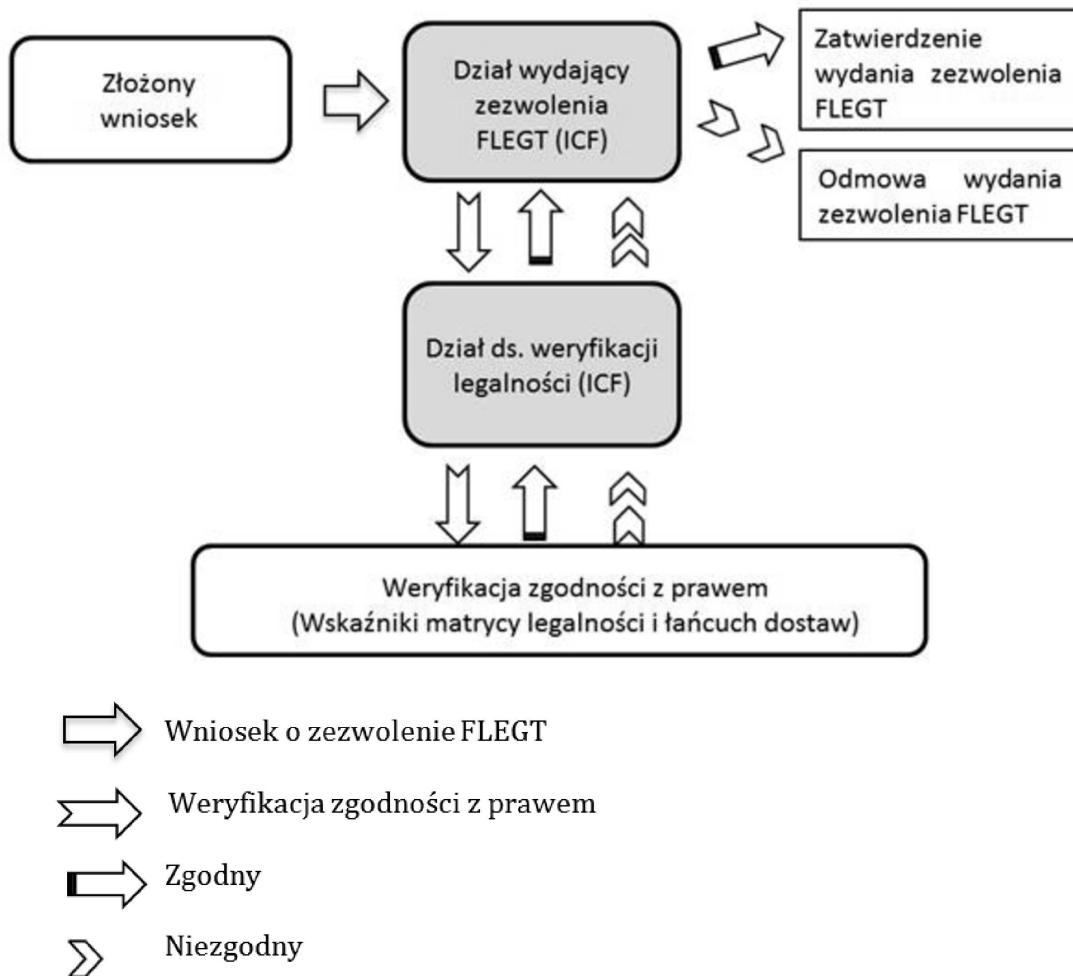 Złożony
wniosek
Dział wydający
zezwolenia
FLEGT (ICF)
Zatwierdzenie
wydania zezwolenia
FLEGT
Odmowa wydania
zezwolenia FLEGT
Dział ds. weryfikacji
legalności (ICF)
Weryfikacja zgodności z prawem
(Wskaźniki matrycy legalności i łańcuch dostaw)
Wniosek o zezwolenie FLEGT
Weryfikacja zgodności z prawem
Zgodny
Niezgodny